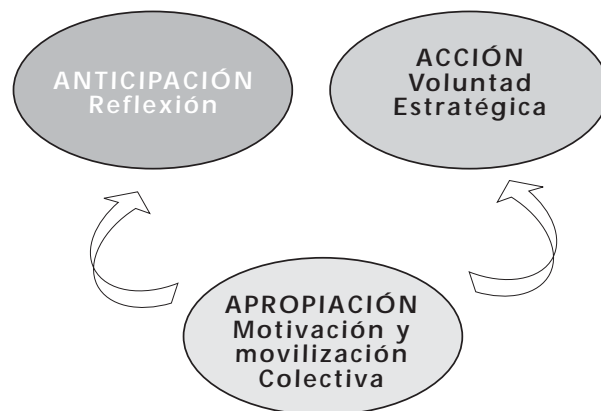 ANTICIPACIÓN
Reflexión
ACCIÓN
Voluntad
Estratégica
APROPIACIÓN
Motivación y
movilización
Colectiva